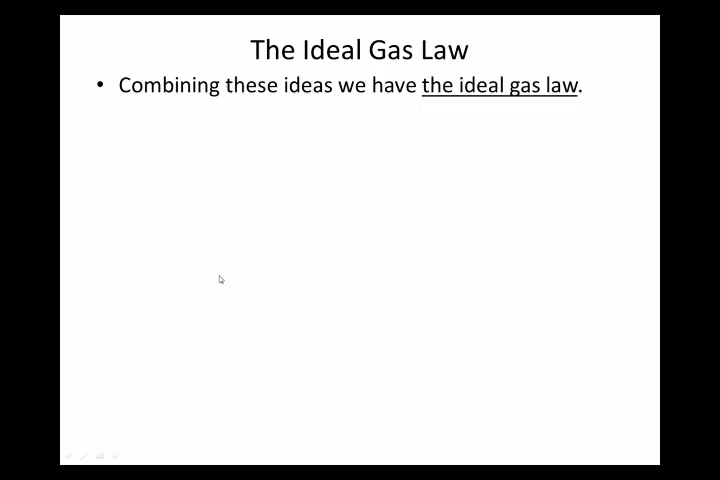 The Ideal Gas Law
• Combining these ideas we have the ideal gas law.